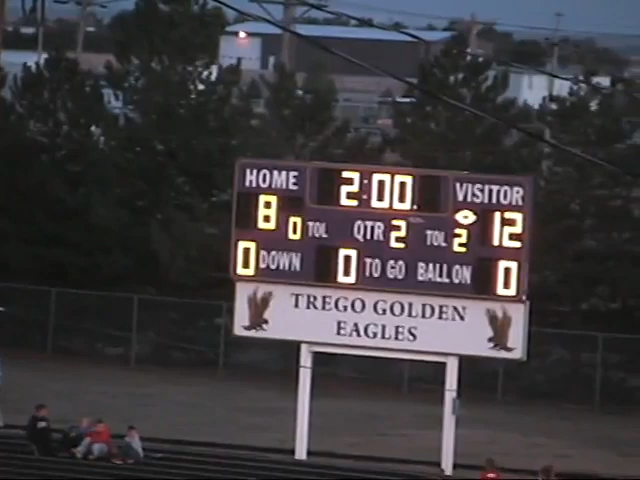 HOME 2:00. VISITOR
8 0 TOL QTR 2 TOL 2 12
0 DOWN 0 TO GO BALL ON 0
TREGO GOLDEN
EAGLES